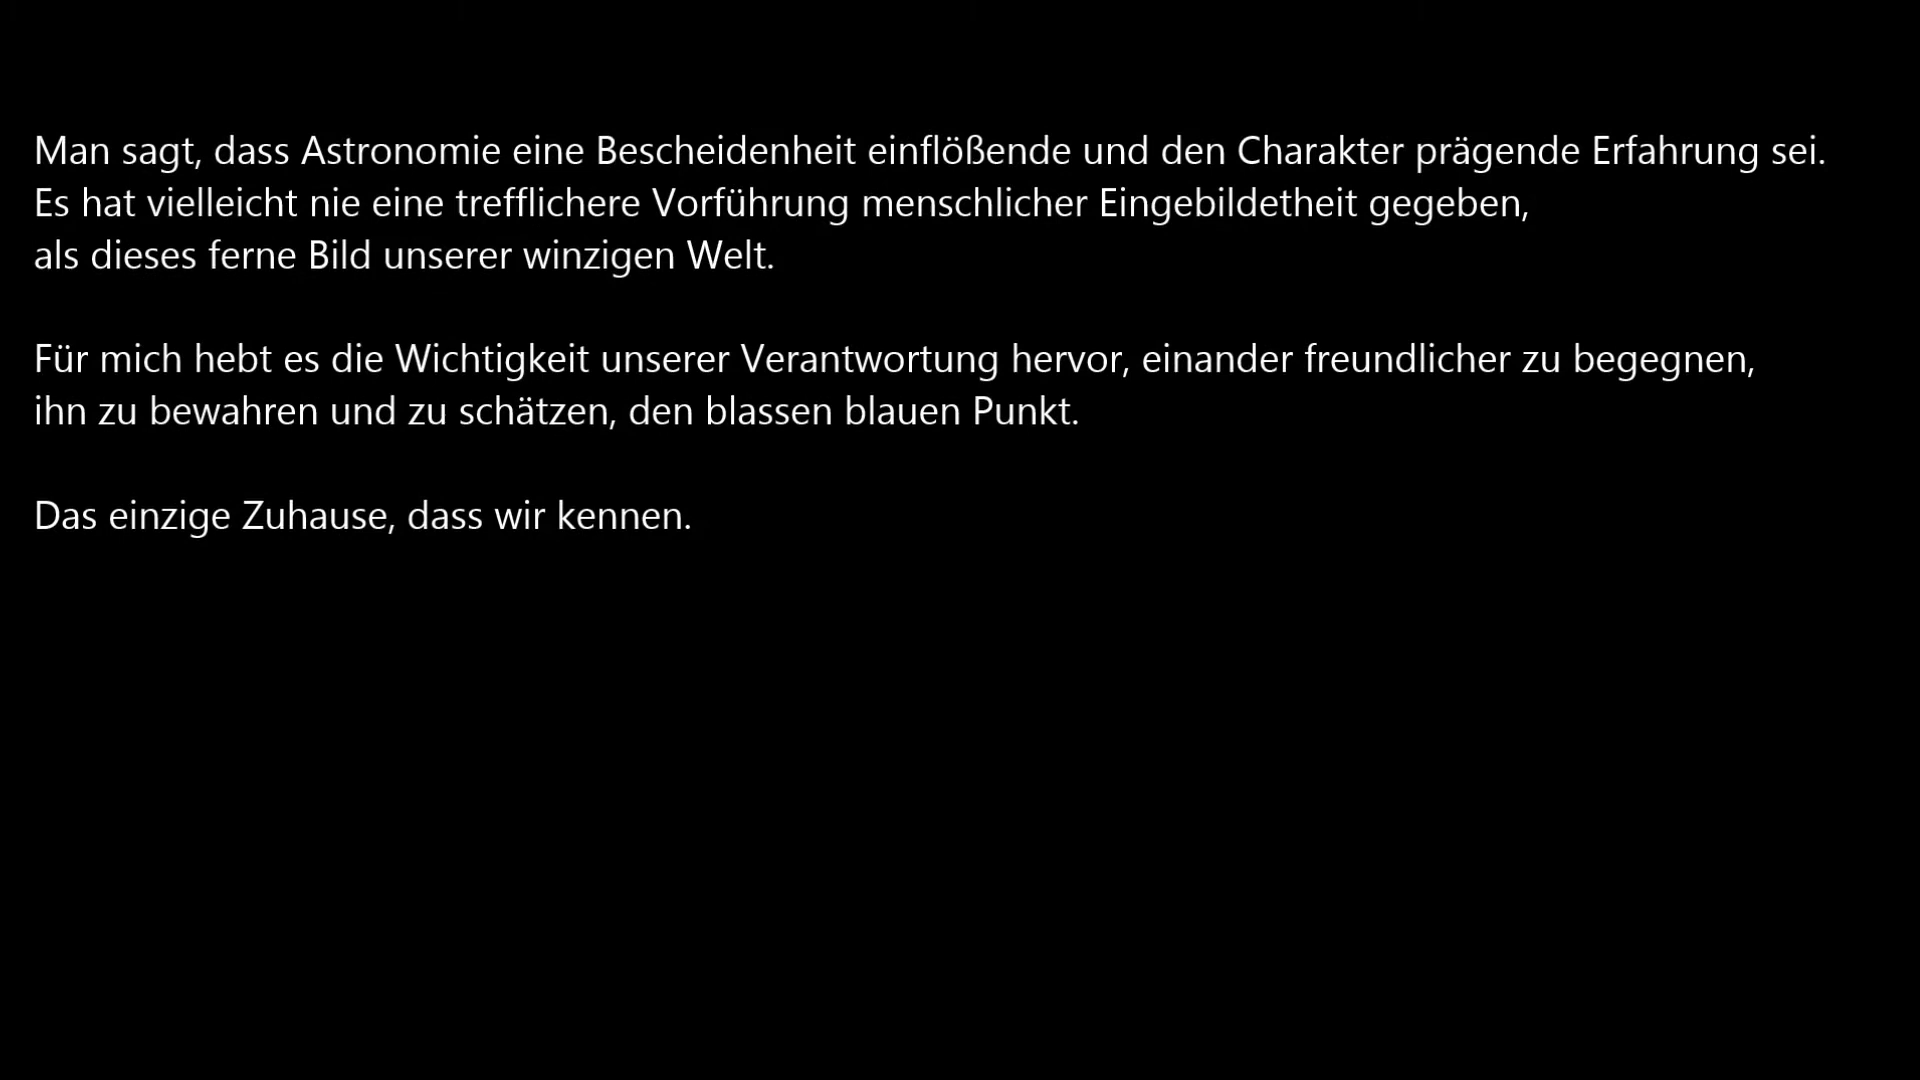 Man sagt, dass Astronomie eine Bescheidenheit einflößende und den Charakter prägende Erfahrung sei.
Es hat vielleicht nie eine trefflichere Vorführung menschlicher Eingebildetheit gegeben,
als dieses ferne Bild unserer winzigen Welt.
Für mich hebt es die Wichtigkeit unserer Verantwortung hervor, einander freundlicher zu begegnen,
ihn zu bewahren und zu schätzen, den blassen blauen Punkt.
Das einzige Zuhause, dass wir kennen.